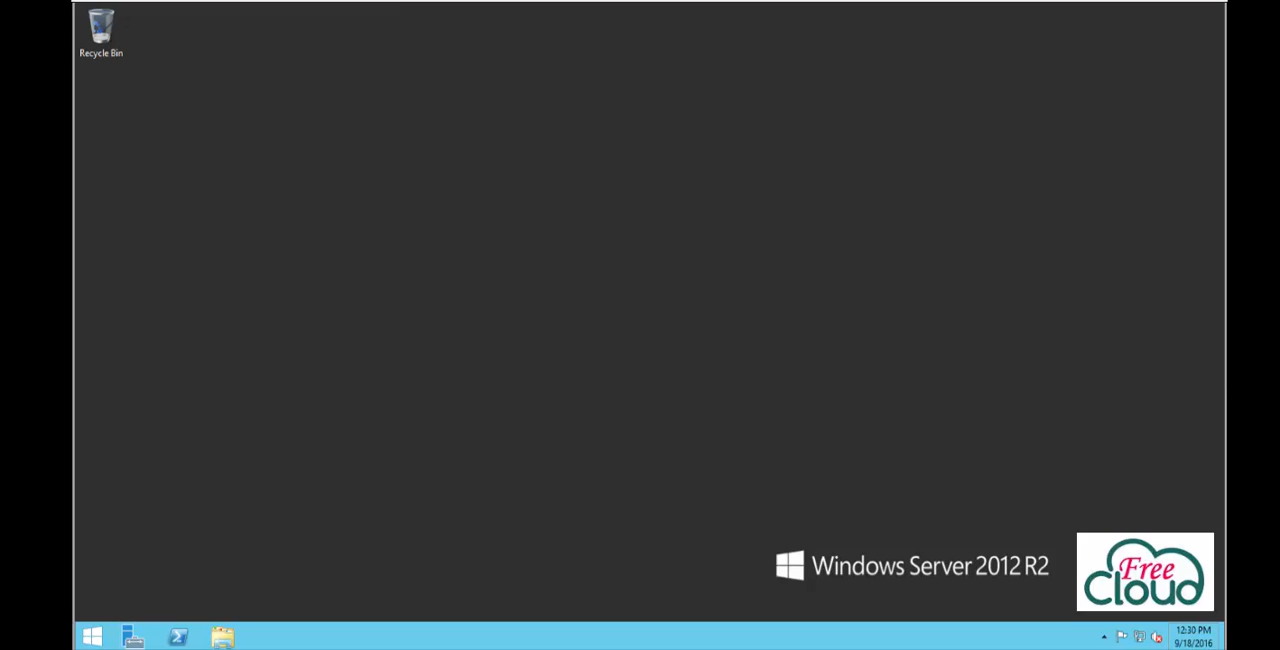 Recycle Bin
Windows Server 2012 R2
Free
Cloud
12:30 PM
9/18/2016